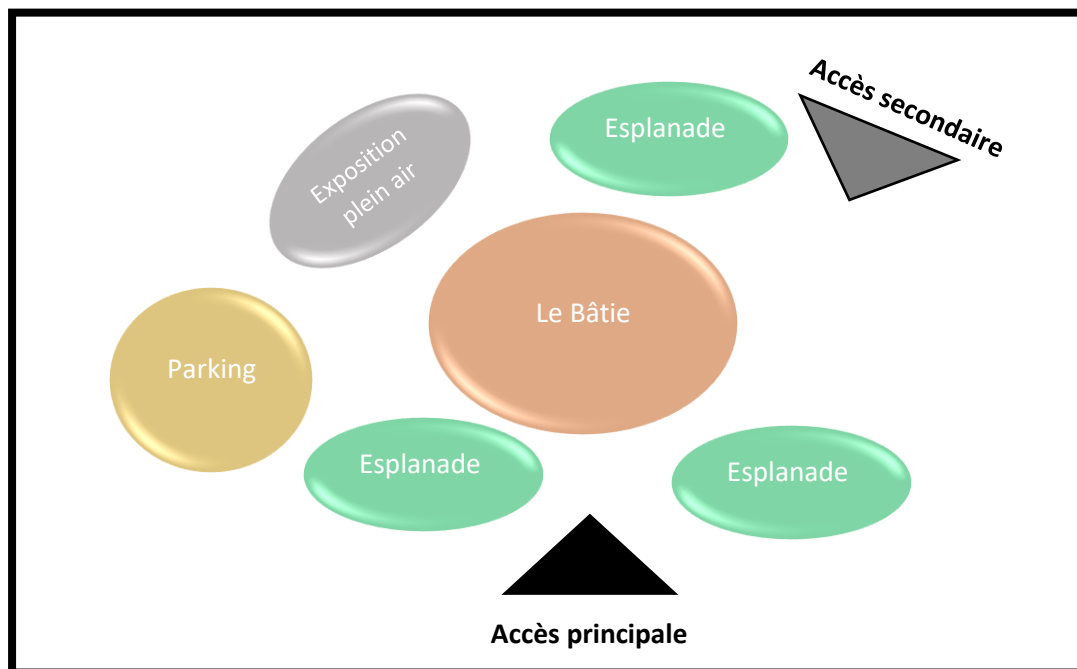 Accès secondaire
Esplanade
Exposition
plein air
Le Bâtie
Parking
Esplanade
Esplanade
Accès principale